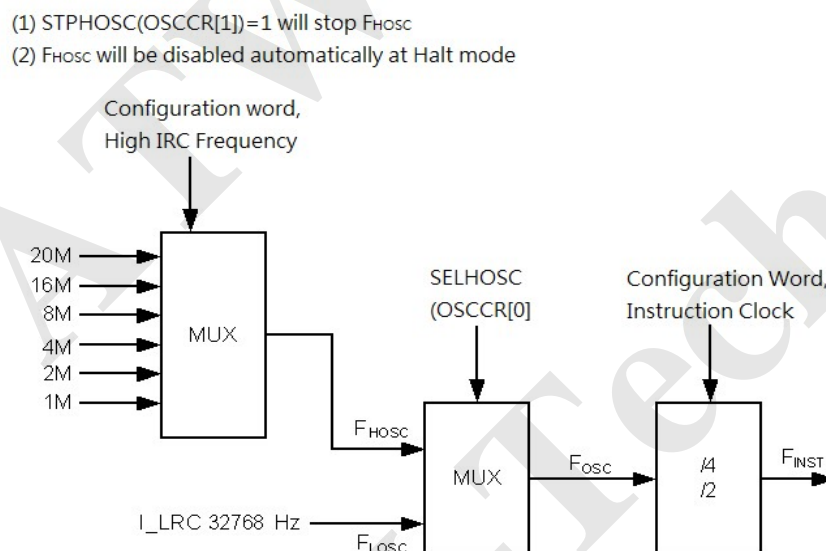 (1) STPHOSC(OSCCR[1])=1 will stop FHOSC
(2) FHOSC will be disabled automatically at Halt mode
Configuration word,
High IRC Frequency
20M
16M
8M
4M
2M
1M
MUX
SELHOSC
(OSCCR[0]
Configuration Word,
Instruction Clock
FHOSC
MUX
FOSC
/4
/2
FINST
I_LRC 32768 Hz
FLOSC
ATW
Tech